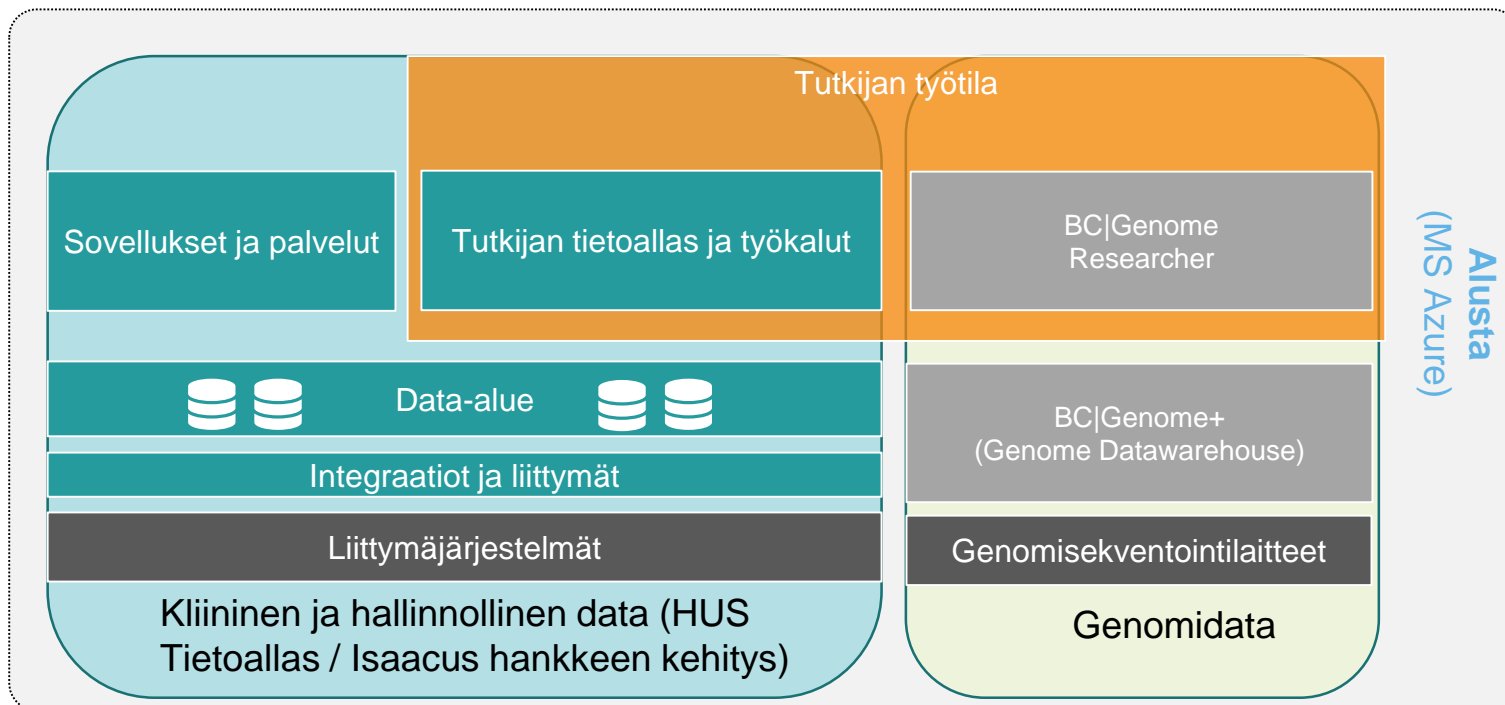 Tutkijan työtila
Sovellukset ja palvelut
Tutkijan tietoallas ja työkalut
BC|Genome
Researcher
Alusta
(MS Azure)
Data-alue
BC|Genome+
(Genome Datawarehouse)
Integraatiot ja liittymät
Liittymäjärjestelmät
Genomisekventointilaitteet
Kliininen ja hallinnollinen data (HUS
Tietoallas / Isaacus hankkeen kehitys)
Genomidata